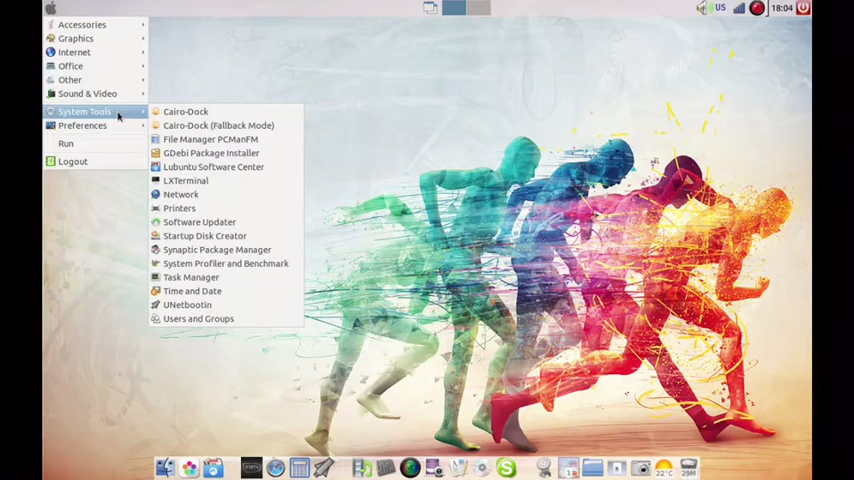 US
18:04
Accessories
Graphics
Internet
Office
Other
Sound & Video
System Tools
Preferences
Run
Logout
Cairo-Dock
Cairo-Dock (Fallback Mode)
File Manager PCManFM
GDebi Package Installer
Lubuntu Software Center
LXTerminal
Network
Printers
Software Updater
Startup Disk Creator
Synaptic Package Manager
System Profiler and Benchmark
Task Manager
Time and Date
UNetbootin
Users and Groups
22°C
29M